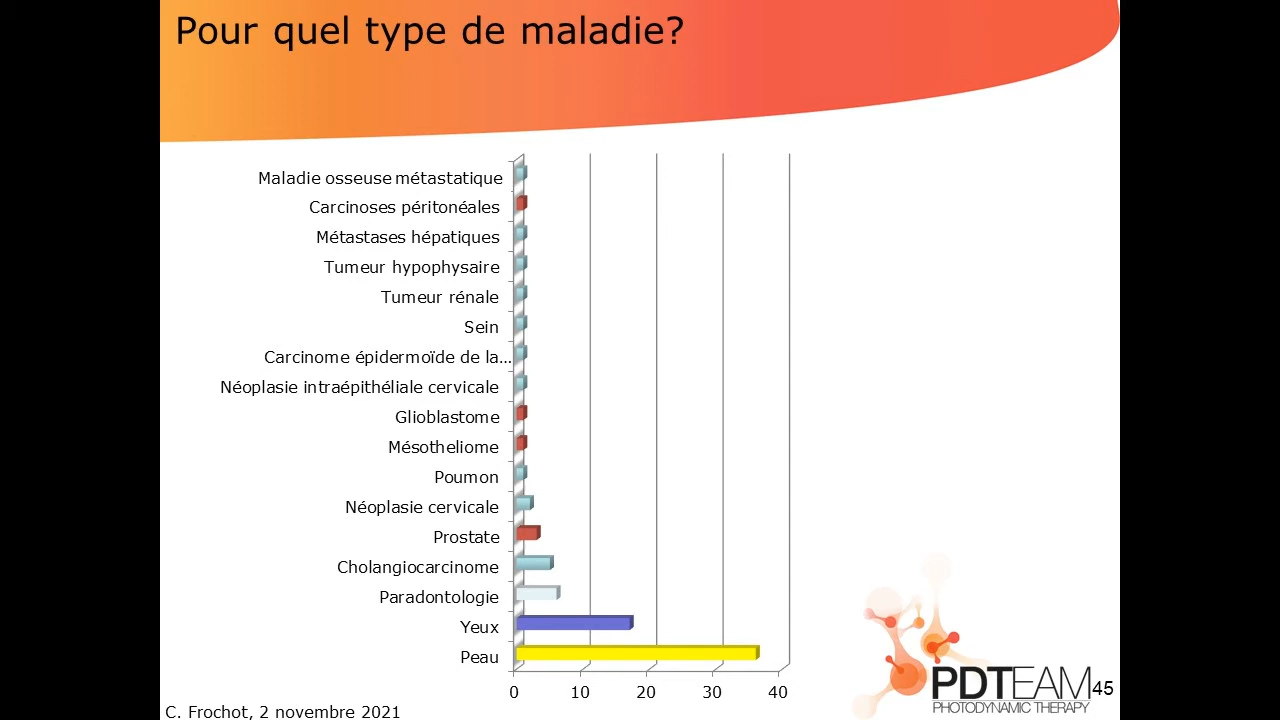 Pour quel type de maladie?
Maladie osseuse métastatique
Carcinoses péritonéales
Métastases hépatiques
Tumeur hypophysaire
Tumeur rénale
Sein
Carcinome épidermoïde de la...
Néoplasie intraépithéliale cervicale
Glioblastome
Mésotheliome
Poumon
Néoplasie cervicale
Prostate
Cholangiocarcinome
Paradontologie
Yeux
Peau
0 10 20 30 40
PDTEAM
PHOTODYNAMIC THERAPY
45
C. Frochot, 2 novembre 2021